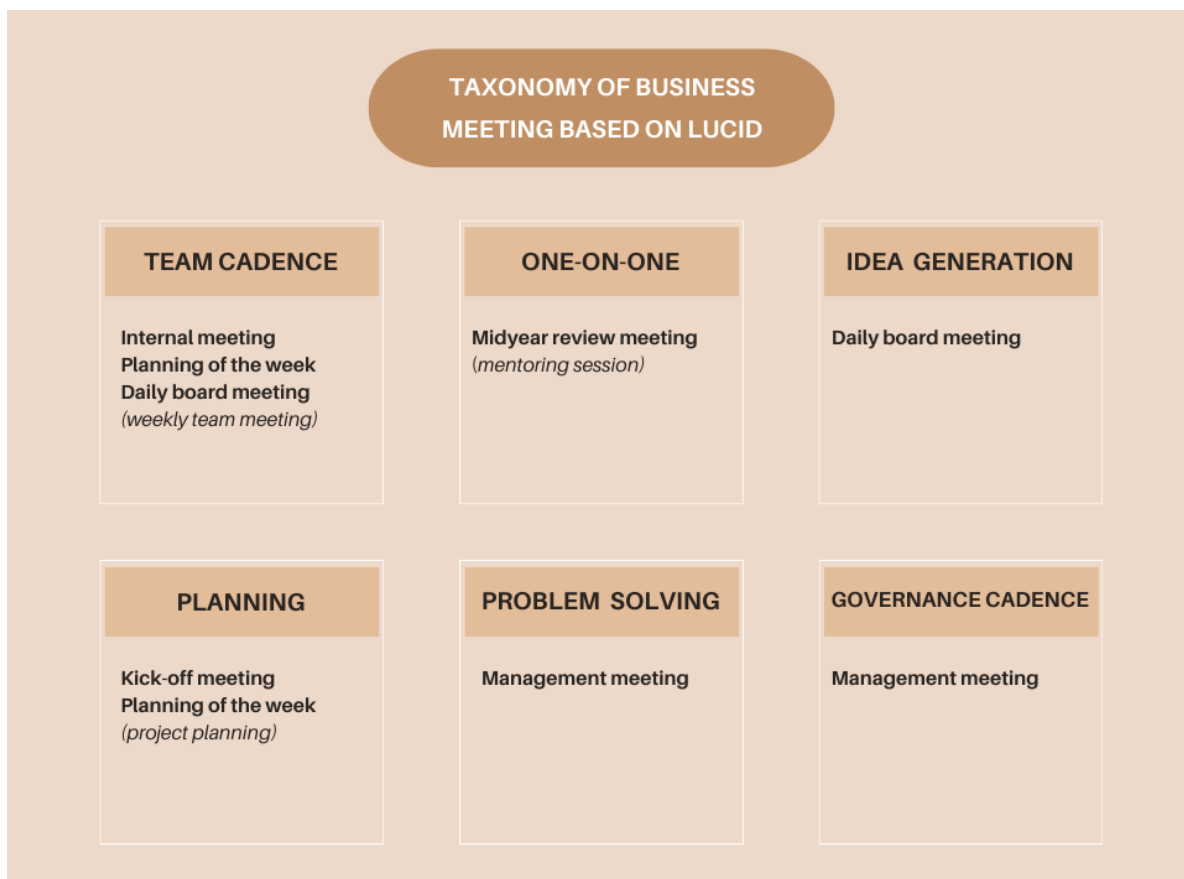 TAXONOMY OF BUSINESS
MEETING BASED ON LUCID
TEAM CADENCE
Internal meeting
Planning of the week
Daily board meeting
(weekly team meeting)
ONE-ON-ONE
Midyear review meeting
(mentoring session)
IDEA GENERATION
Daily board meeting
PLANNING
Kick-off meeting
Planning of the week
(project planning)
PROBLEM SOLVING
Management meeting
GOVERNANCE CADENCE
Management meeting